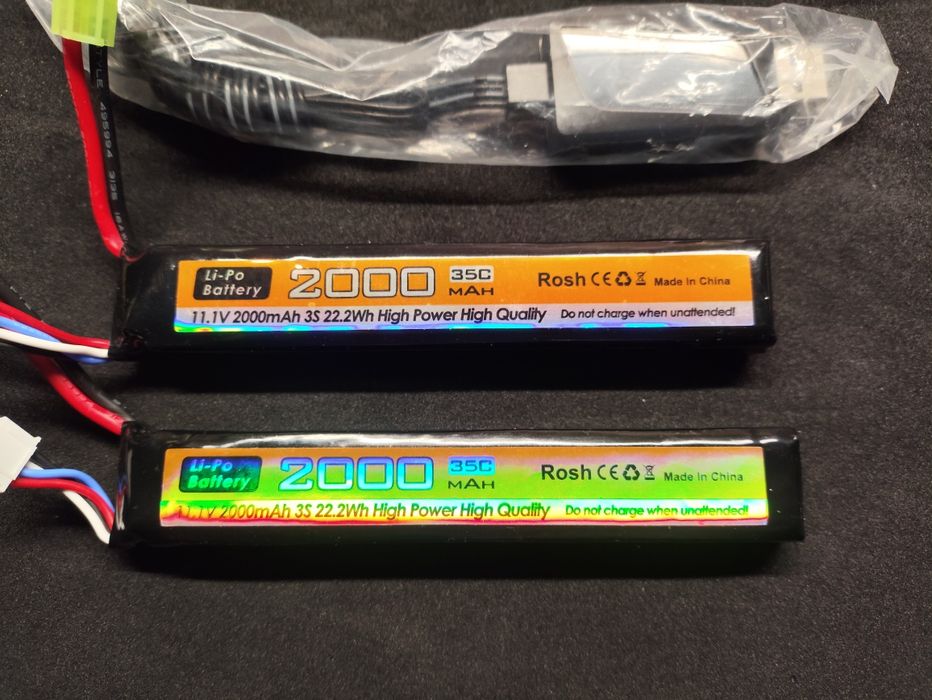 Li-Po
Battery
2000
35C
MAH
Rosh CE Made in China
11.1V 2000mAh 3S 22.2Wh High Power High Quality Do not charge when unattended!
Li-Po
Battery
2000
35C
MAH
Rosh CE Made in China
11.1V 2000mAh 3S 22.2Wh High Power High Quality Do not charge when unattended!